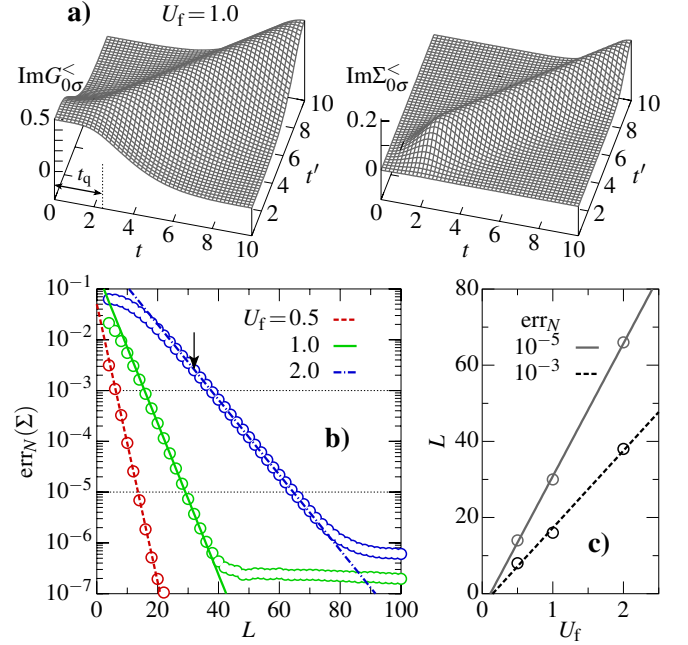 a) U_f = 1.0
ImG^<_{0σ}
0.5
0
t_q
0 2 4 6 8 10
t
2 4 6 8 10
t′
ImΣ^<_{0σ}
0.2
0
0 2 4 6 8 10
t
2 4 6 8 10
t′
10^{-1}
10^{-2}
10^{-3}
10^{-4}
10^{-5}
10^{-6}
10^{-7}
err_N(Σ)
U_f = 0.5
1.0
2.0
b)
0 20 40 60 80 100
L
80
60
40
20
0
L
err_N
10^{-5}
10^{-3}
c)
0 1 2
U_f